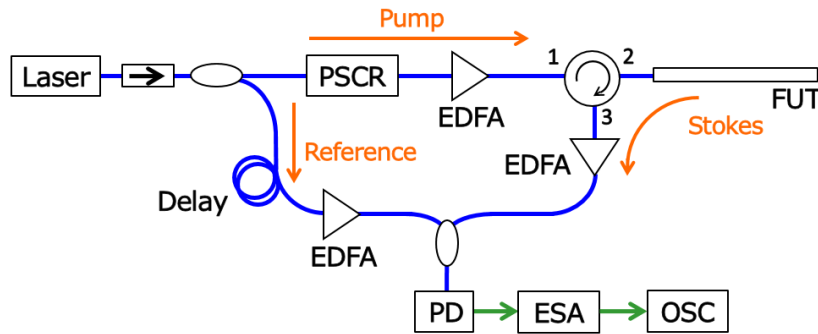 Pump
Laser
PSCR
EDFA
1
2
3
FUT
Stokes
Reference
EDFA
Delay
EDFA
PD
ESA
OSC